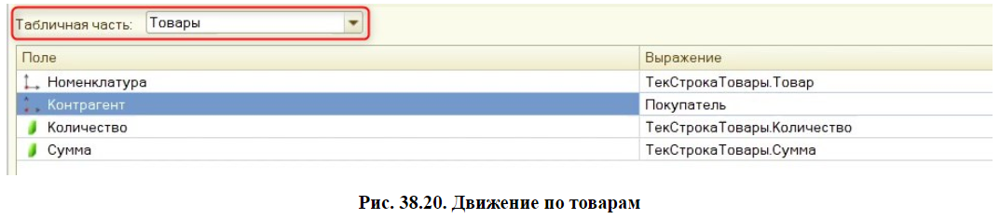 Табличная часть: Товары
Поле Выражение
Номенклатура ТекСтрокаТовары.Товар
Контрагент Покупатель
Количество ТекСтрокаТовары.Количество
Сумма ТекСтрокаТовары.Сумма
Рис. 38.20. Движение по товарам